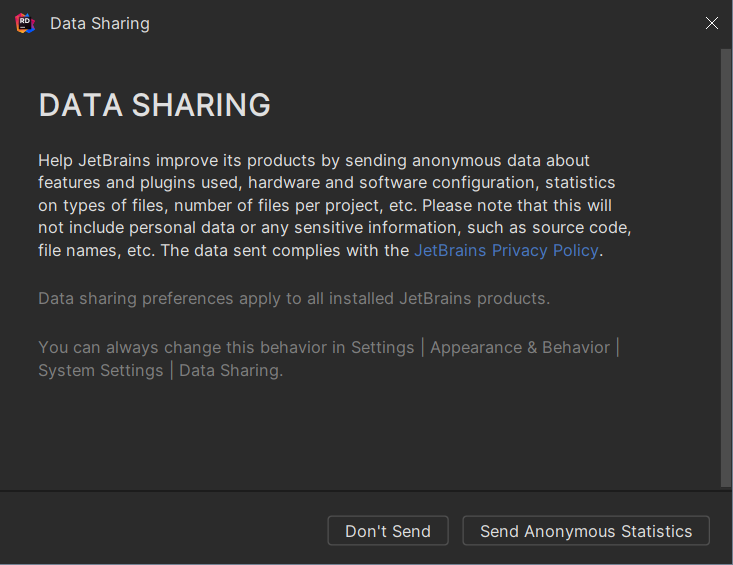 RD
Data Sharing
DATA SHARING
Help JetBrains improve its products by sending anonymous data about
features and plugins used, hardware and software configuration, statistics
on types of files, number of files per project, etc. Please note that this will
not include personal data or any sensitive information, such as source code,
file names, etc. The data sent complies with the JetBrains Privacy Policy.
Data sharing preferences apply to all installed JetBrains products.
You can always change this behavior in Settings | Appearance & Behavior |
System Settings | Data Sharing.
Don't Send
Send Anonymous Statistics